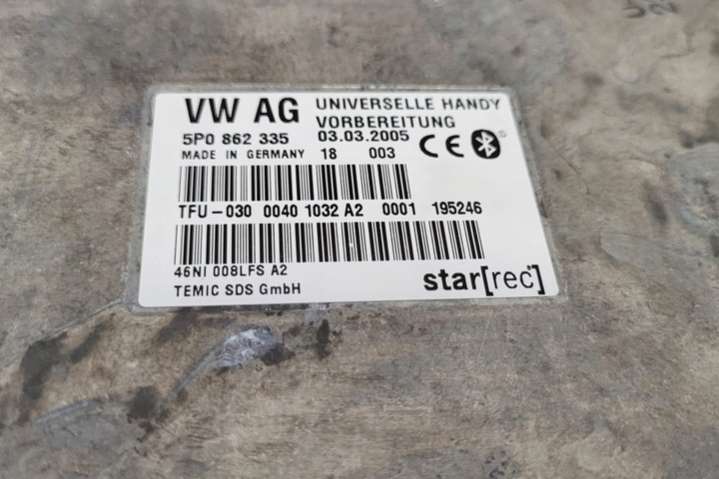 VW AG UNIVERSELLE HANDY
VORBEREITUNG
5P0 862 335 03.03.2005
MADE IN GERMANY 18 003
TFU-030 0040 1032 A2 0001 195246
46NI 008LFS A2
TEMIC SDS GmbH
star[rec]
CE